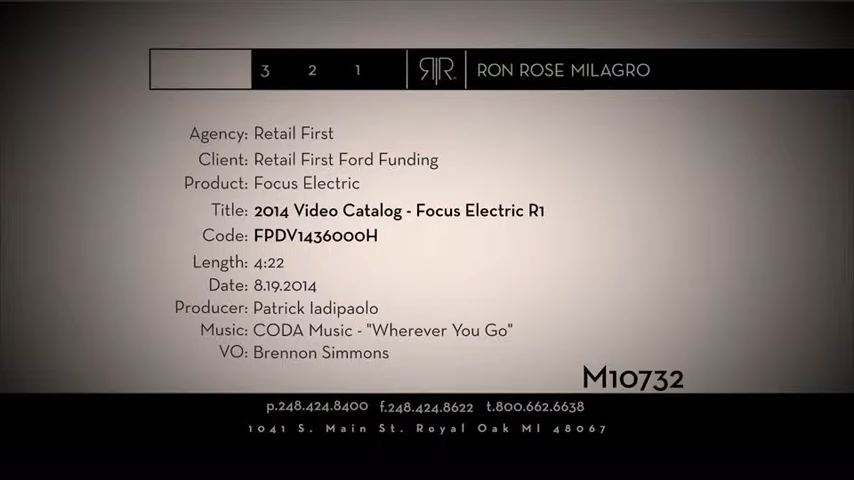 3 2 1 RR RON ROSE MILAGRO
Agency: Retail First
Client: Retail First Ford Funding
Product: Focus Electric
Title: 2014 Video Catalog - Focus Electric R1
Code: FPDV1436000H
Length: 4:22
Date: 8.19.2014
Producer: Patrick Iadipaolo
Music: CODA Music - "Wherever You Go"
VO: Brennon Simmons
M10732
p.248.424.8400 f.248.424.8622 t.800.662.6638
1041 S. Main St. Royal Oak MI 48067